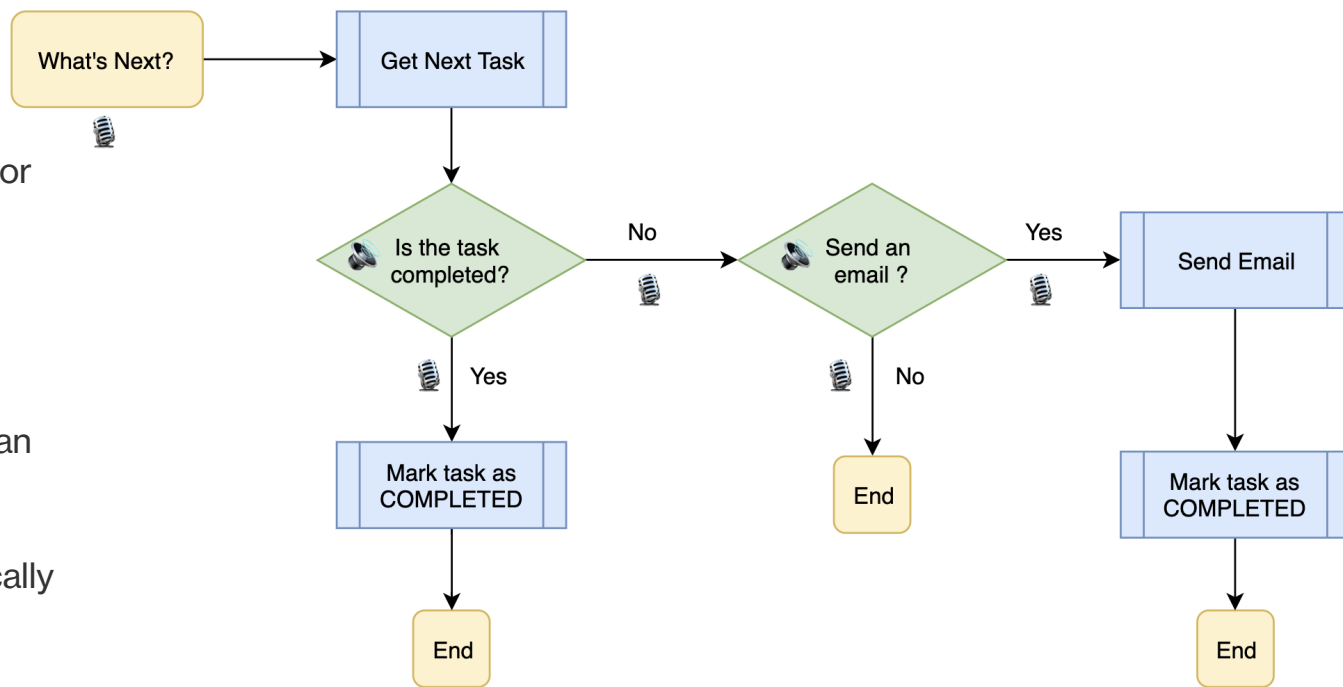 What's Next?
Get Next Task
or
Is the task
completed?
No
Send an
email ?
Yes
Send Email
Yes
No
an
Mark task as
COMPLETED
End
Mark task as
COMPLETED
cally
End
End